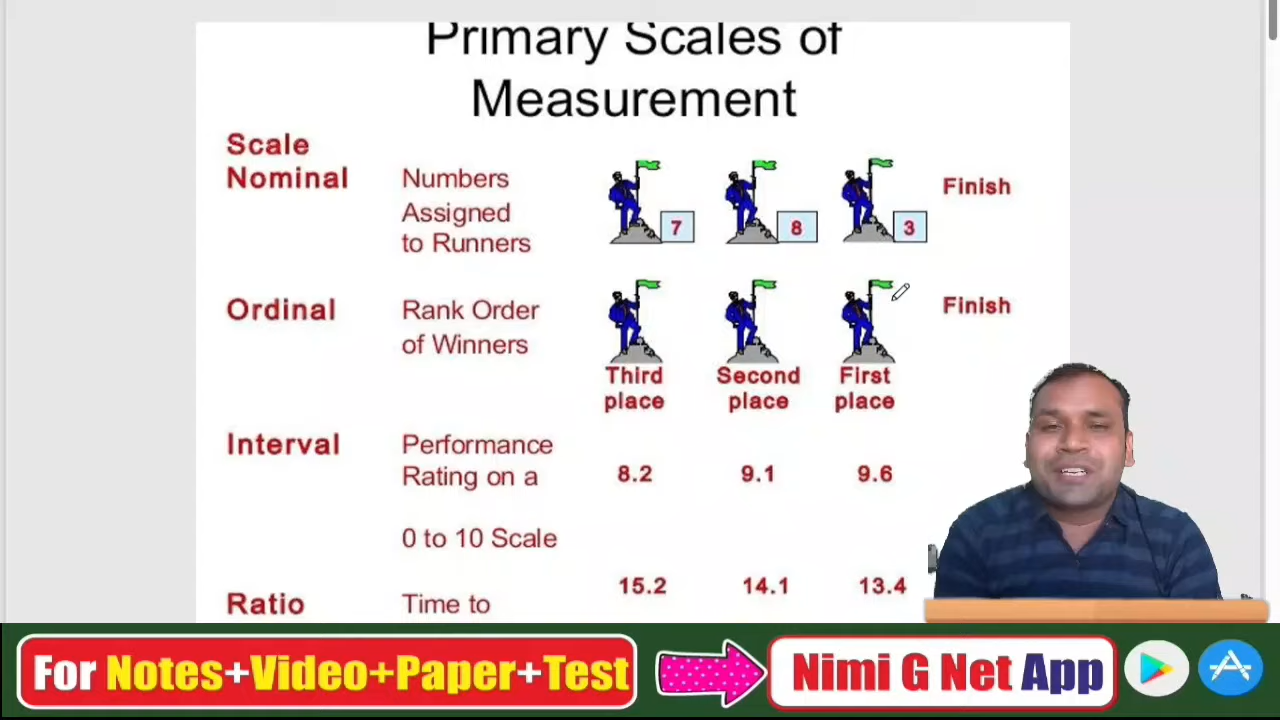 Primary Scales of
Measurement
Scale
Nominal
Numbers
Assigned
to Runners
7
8
3
Finish
Ordinal
Rank Order
of Winners
Third
place
Second
place
First
place
Finish
Interval
Performance
Rating on a
0 to 10 Scale
8.2
9.1
9.6
Ratio
Time to
15.2
14.1
13.4
For Notes+Video+Paper+Test
Nimi G Net App